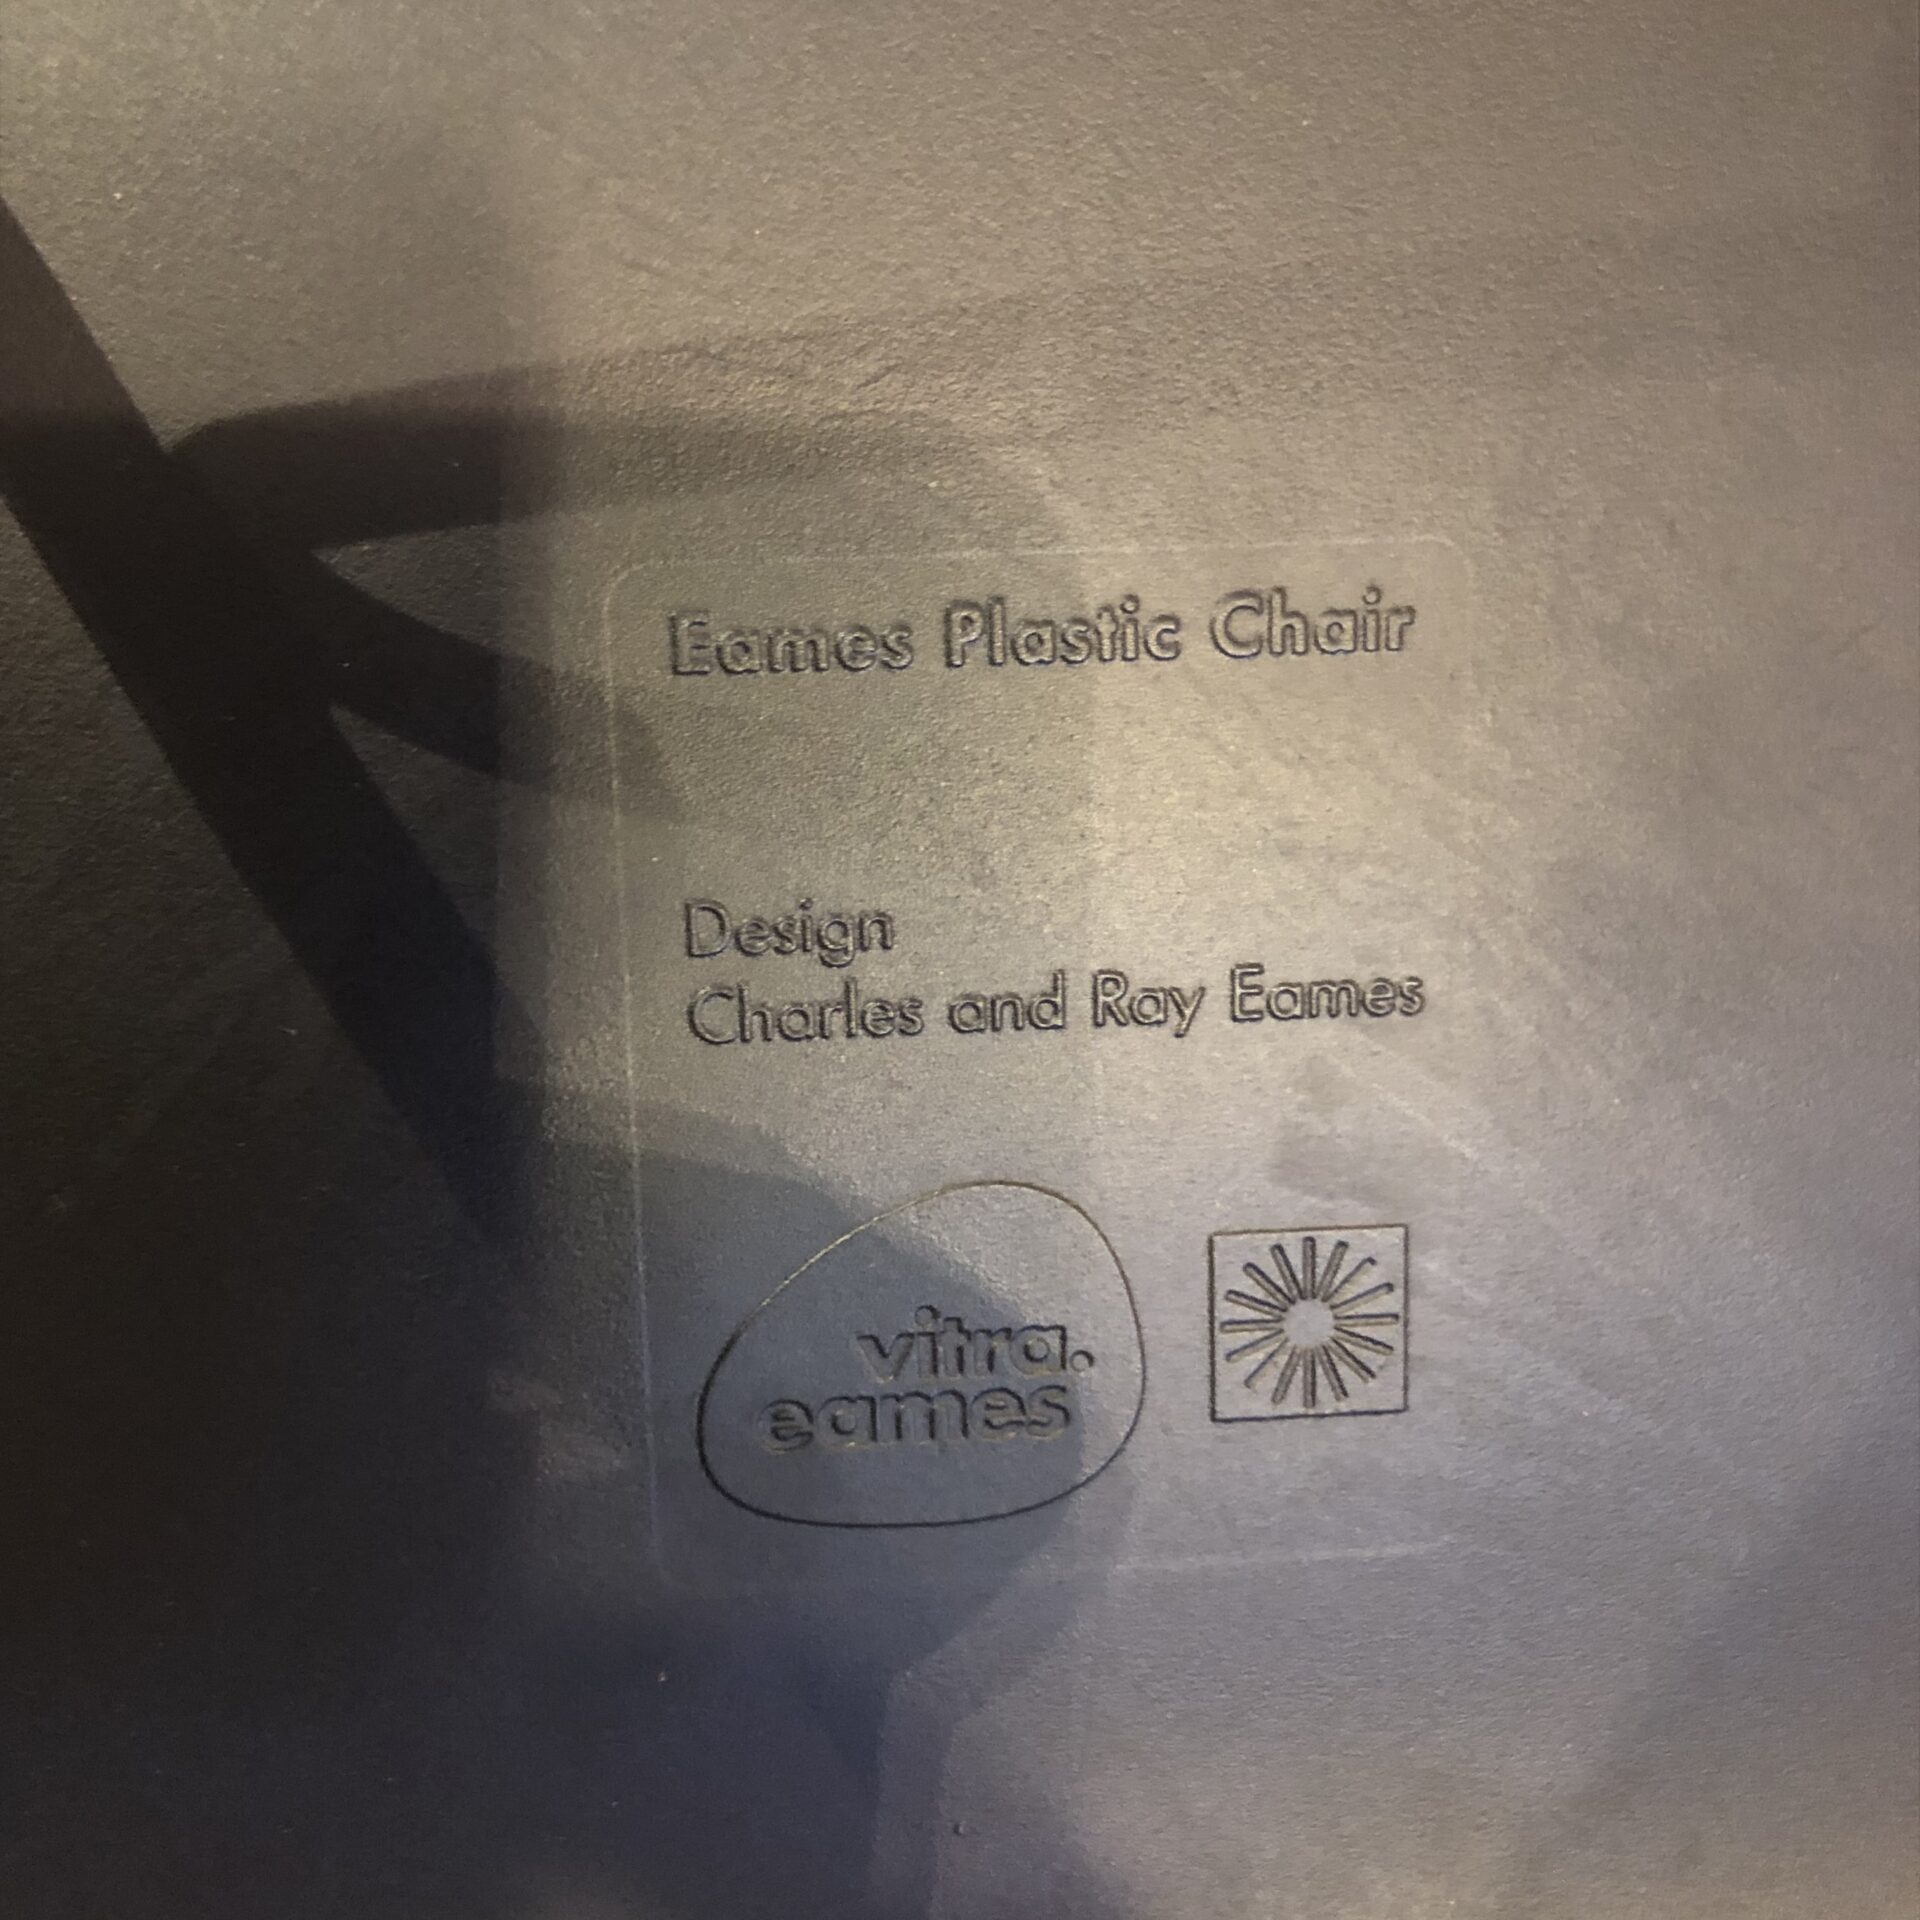 Eames Plastic Chair
Design
Charles and Ray Eames
vitra.
eames